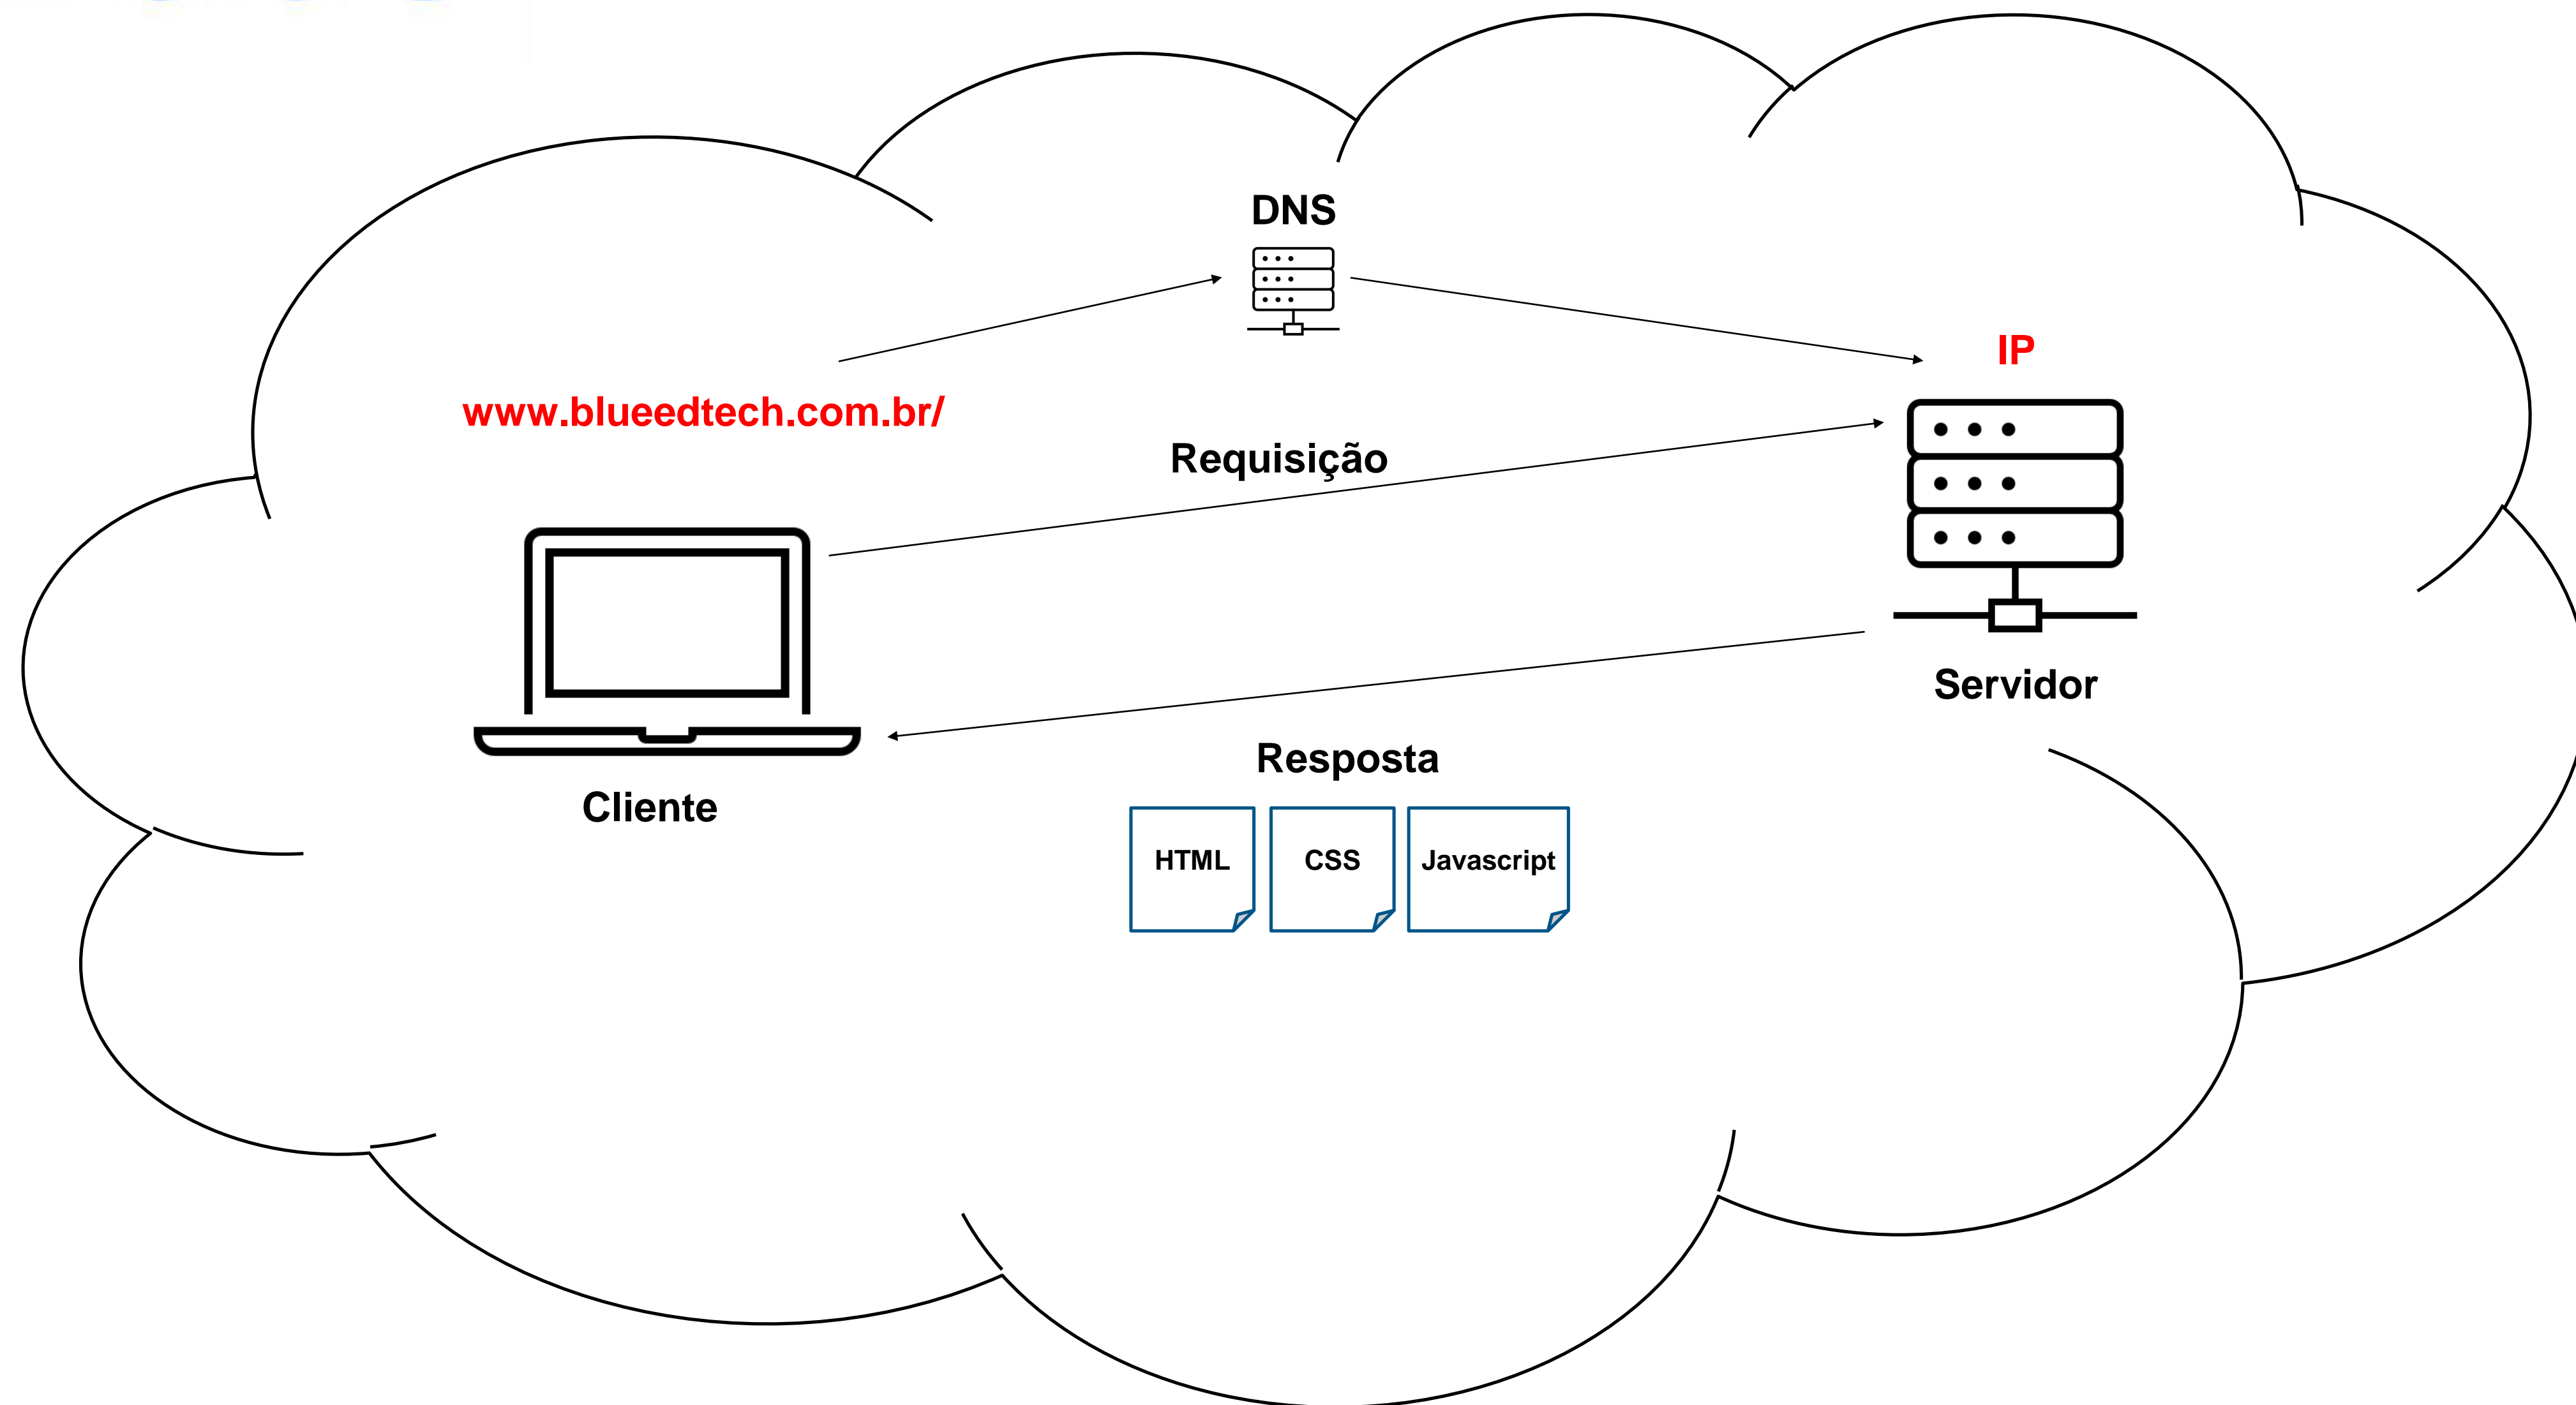 DNS
IP
www.blueedtech.com.br/
Requisição
Servidor
Resposta
Cliente
HTML
CSS
Javascript